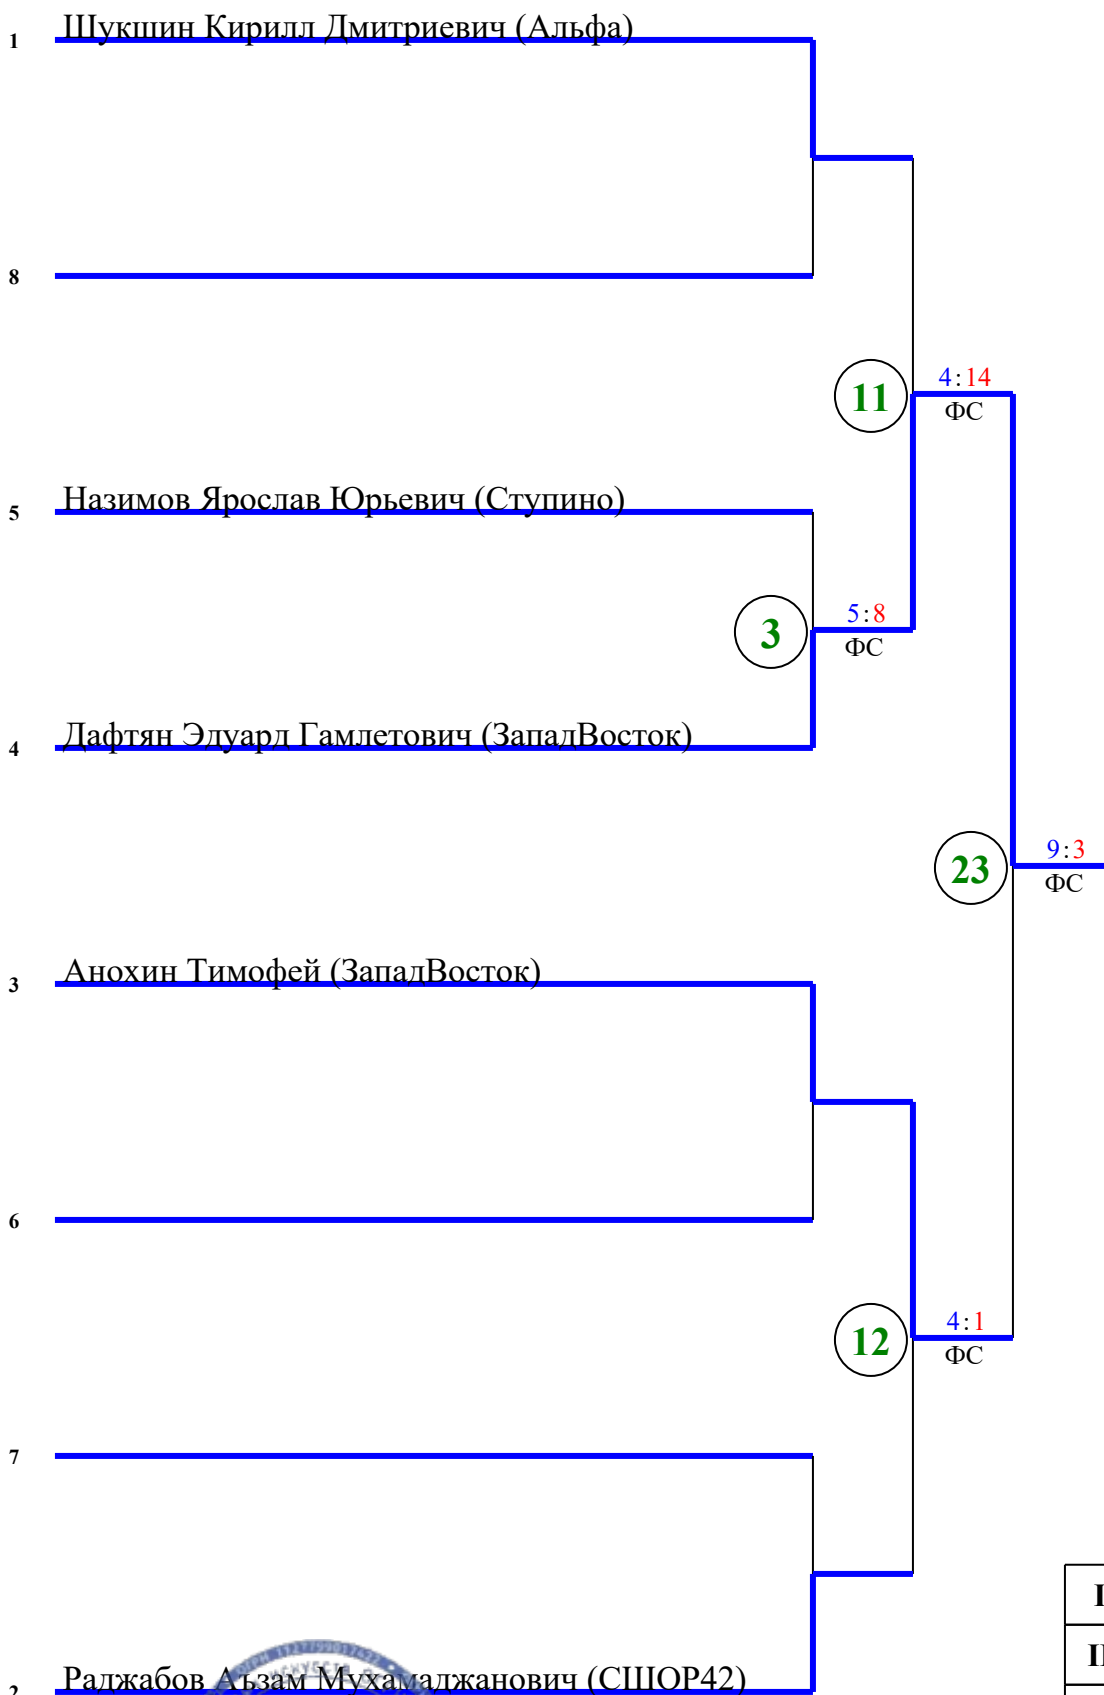 1 Шукшин Кирилл Дмитриевич (Альфа)
8
11 4:14
ФС
5 Назимов Ярослав Юрьевич (Ступино)
3 5:8
ФС
4 Дафтян Эдуард Гамлетович (ЗападВосток)
23 9:3
ФС
3 Анохин Тимофей (ЗападВосток)
6
12 4:1
ФС
7
I
2 Раджабов Аъзам Мухамаджанович (СШОР42)